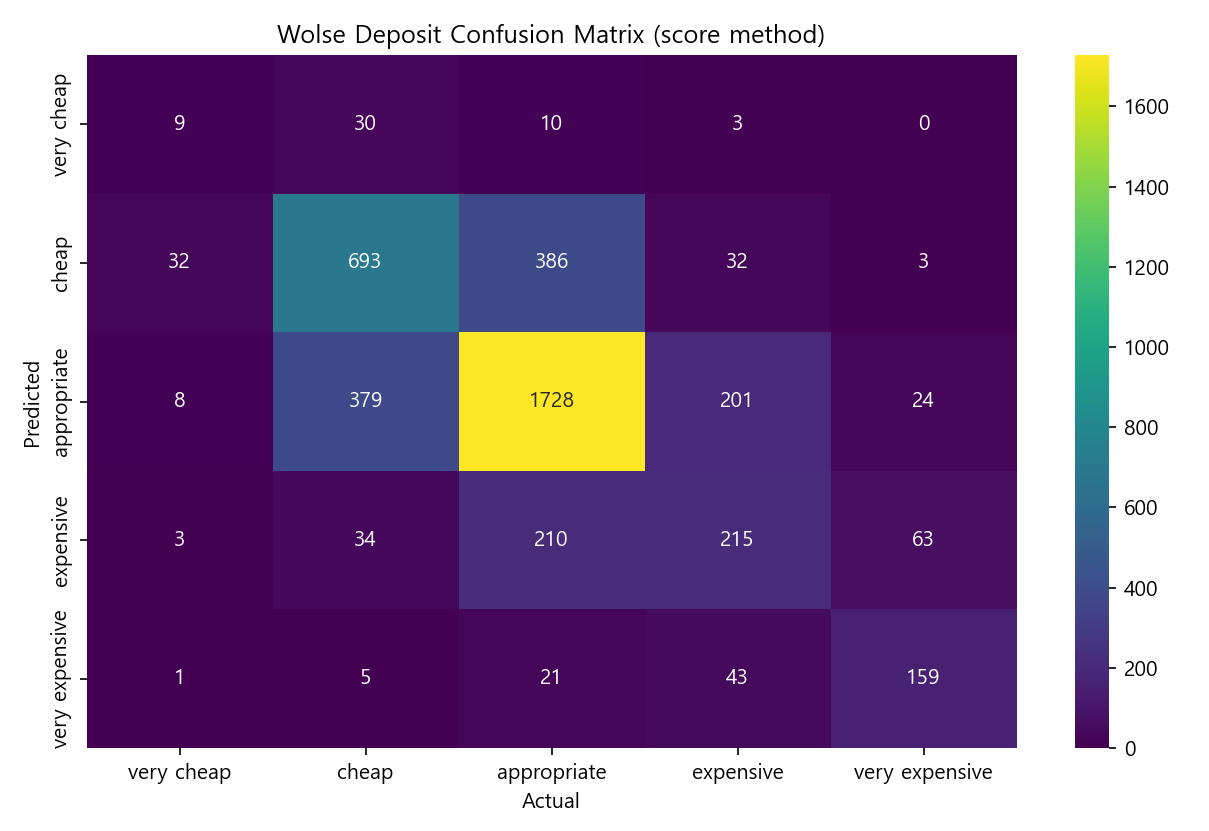 Wolse Deposit Confusion Matrix (score method)
Predicted
very cheap
9 30 10 3 0
cheap
32 693 386 32 3
appropriate
8 379 1728 201 24
expensive
3 34 210 215 63
very expensive
1 5 21 43 159
very cheap cheap appropriate expensive very expensive
Actual
1600
1400
1200
1000
800
600
400
200
0